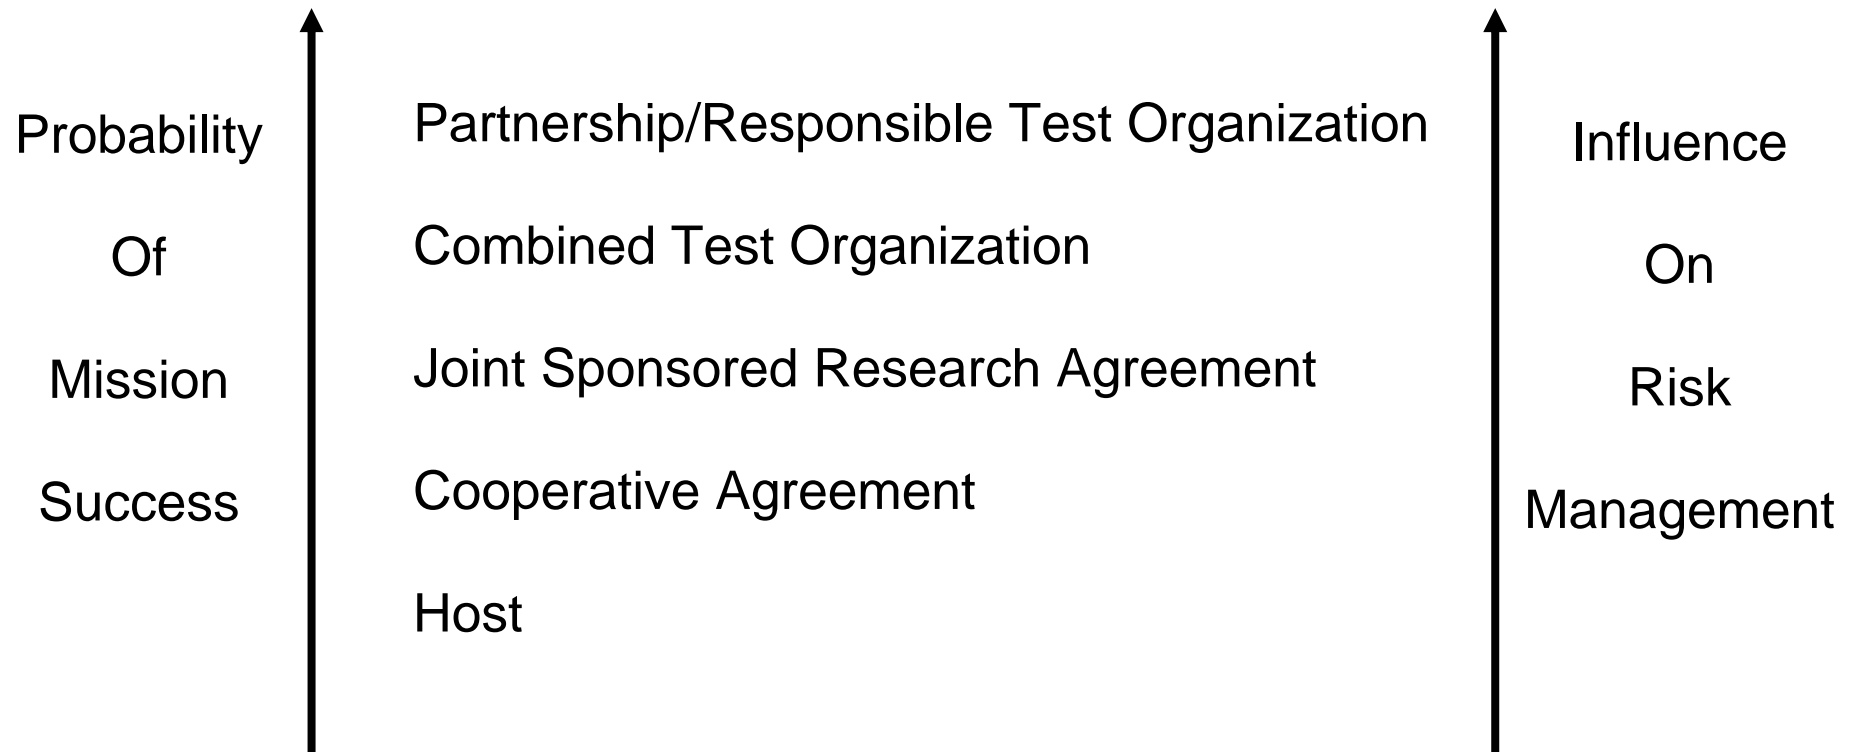 Probability
Of
Mission
Success
Partnership/Responsible Test Organization
Combined Test Organization
Joint Sponsored Research Agreement
Cooperative Agreement
Host
Influence
On
Risk
Management